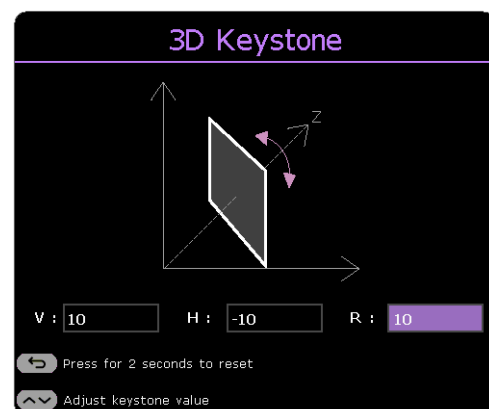 3D Keystone
Z
V : 10 H : -10 R : 10
Press for 2 seconds to reset
Adjust keystone value